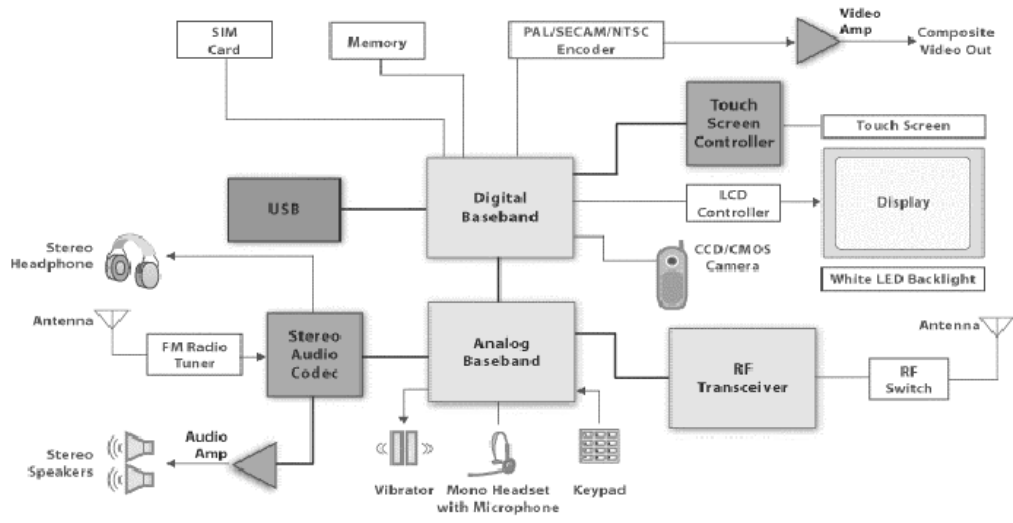 SIM
Card
Memory
PAL/SECAM/NTSC
Encoder
Video
Amp
Composite
Video Out
Touch
Screen
Controller
Touch Screen
USB
Digital
Baseband
LCD
Controller
Display
Stereo
Headphone
CCD/CMOS
Camera
White LED Backlight
Antenna
FM Radio
Tuner
Stereo
Audio
Codec
Analog
Baseband
RF
Transceiver
RF
Switch
Antenna
Audio
Amp
Stereo
Speakers
Vibrator
Mono Headset
with Microphone
Keypad